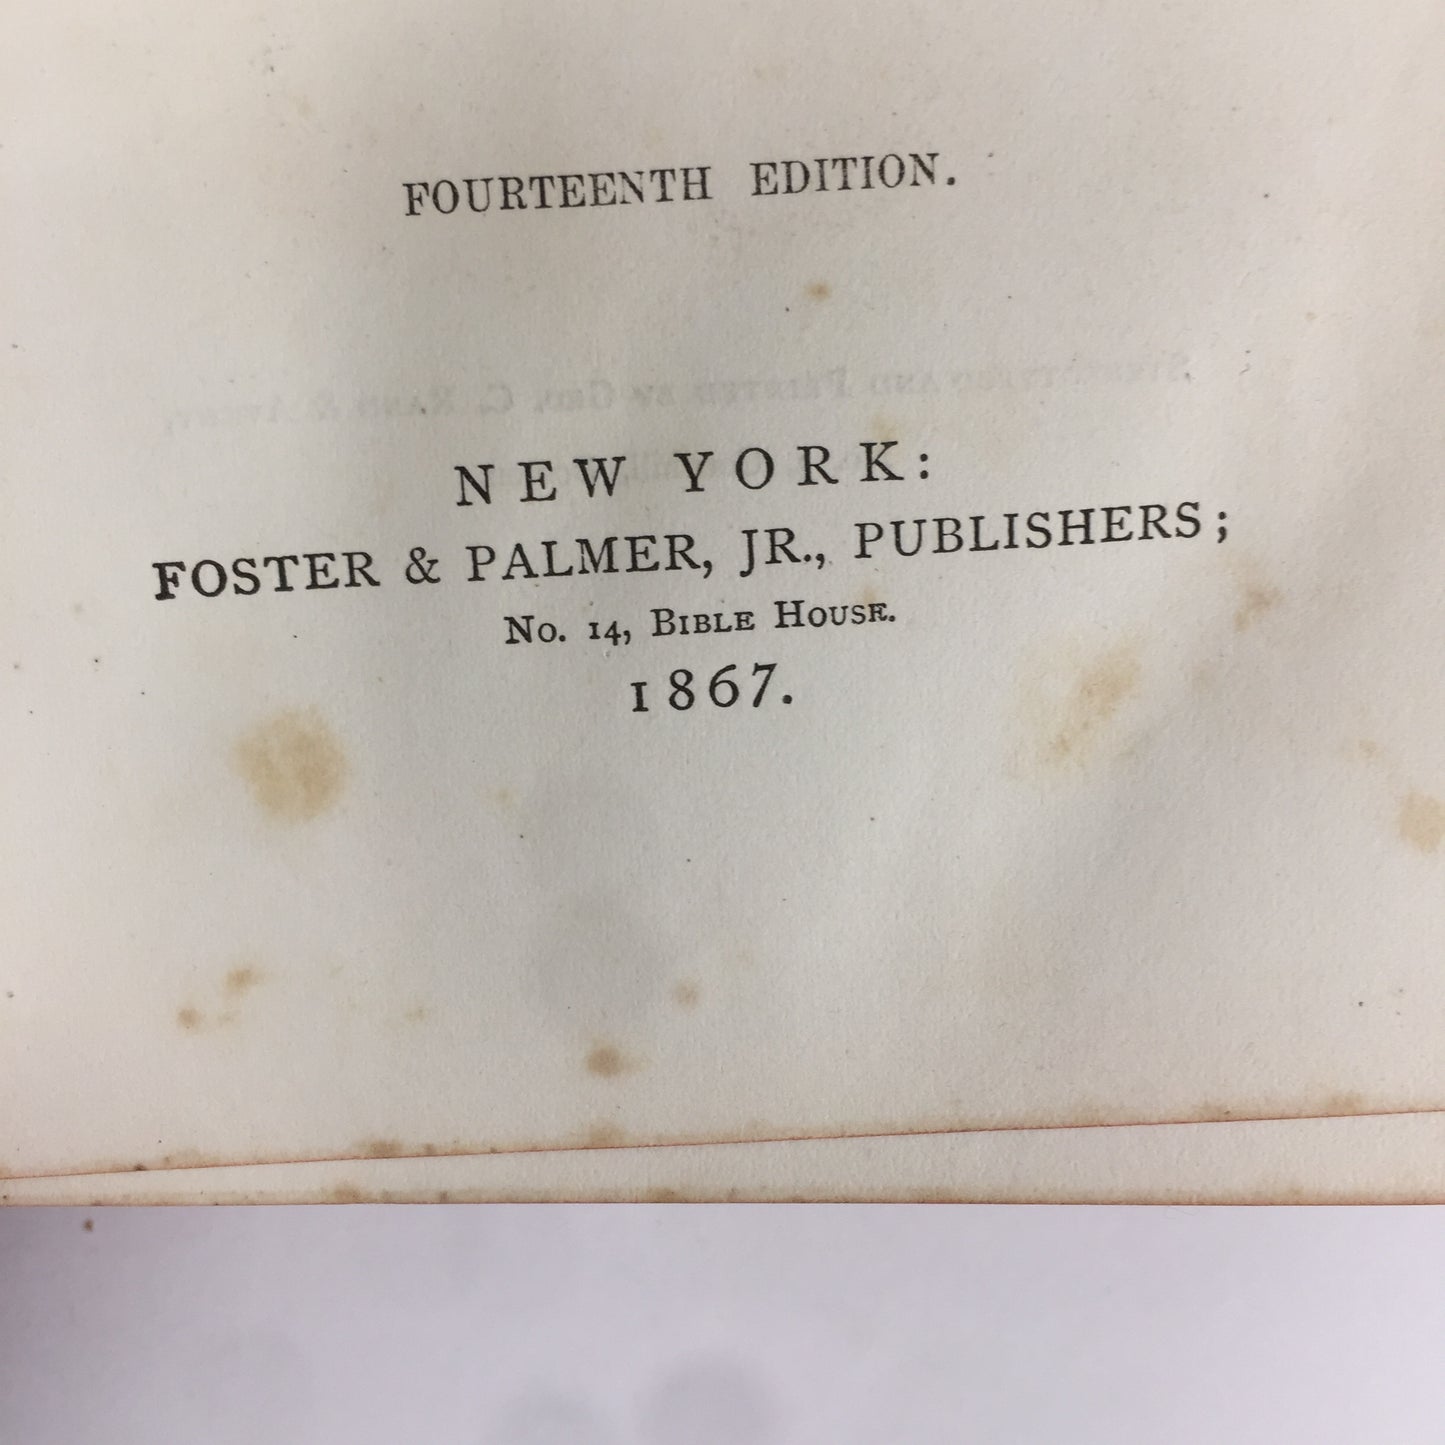 FOURTEENTH EDITION.
NEW YORK:
FOSTER & PALMER, JR., PUBLISHERS;
No. 14, BIBLE HOUSE.
1867.